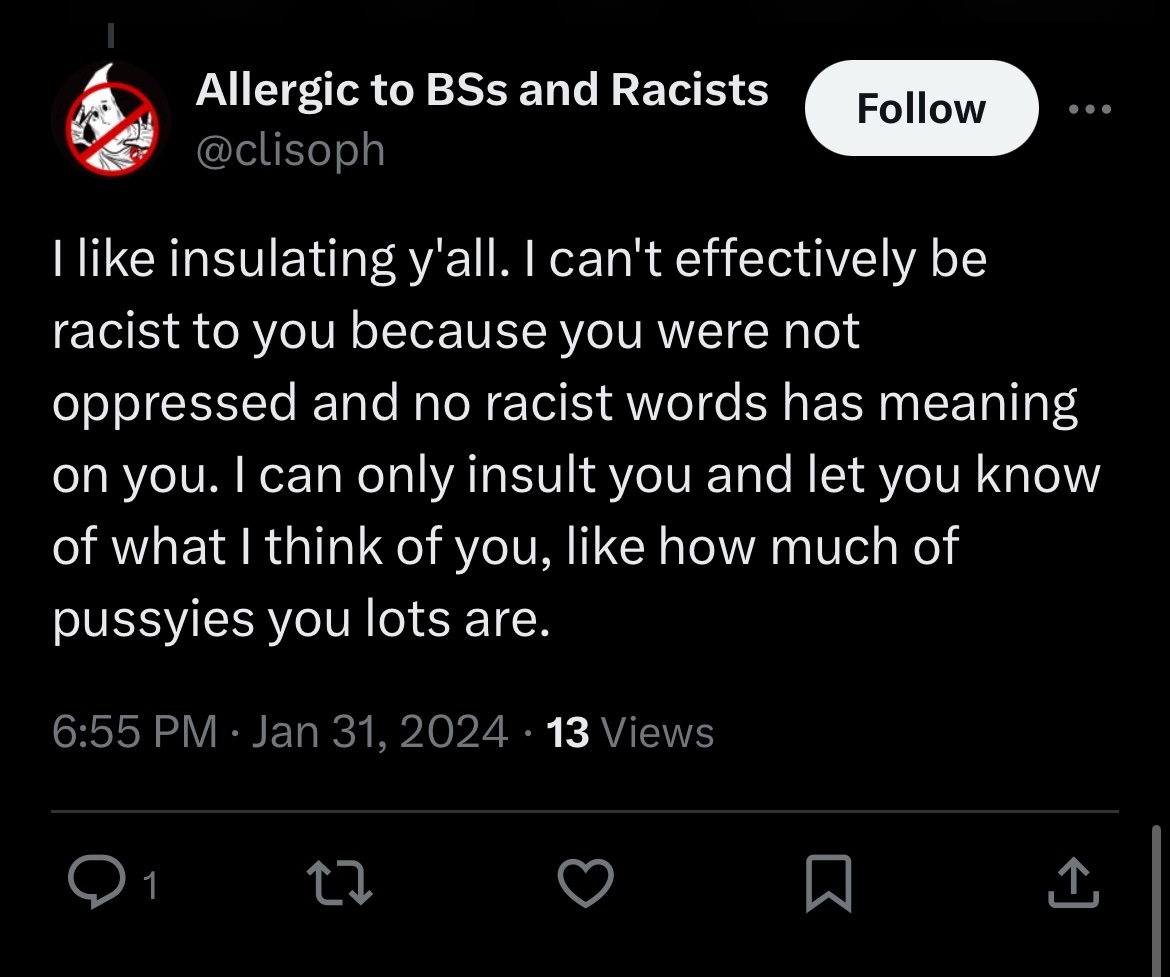 Allergic to BSs and Racists
@clisoph
Follow
I like insulating y'all. I can't effectively be
racist to you because you were not
oppressed and no racist words has meaning
on you. I can only insult you and let you know
of what I think of you, like how much of
pussyies you lots are.
6:55 PM · Jan 31, 2024 · 13 Views
1